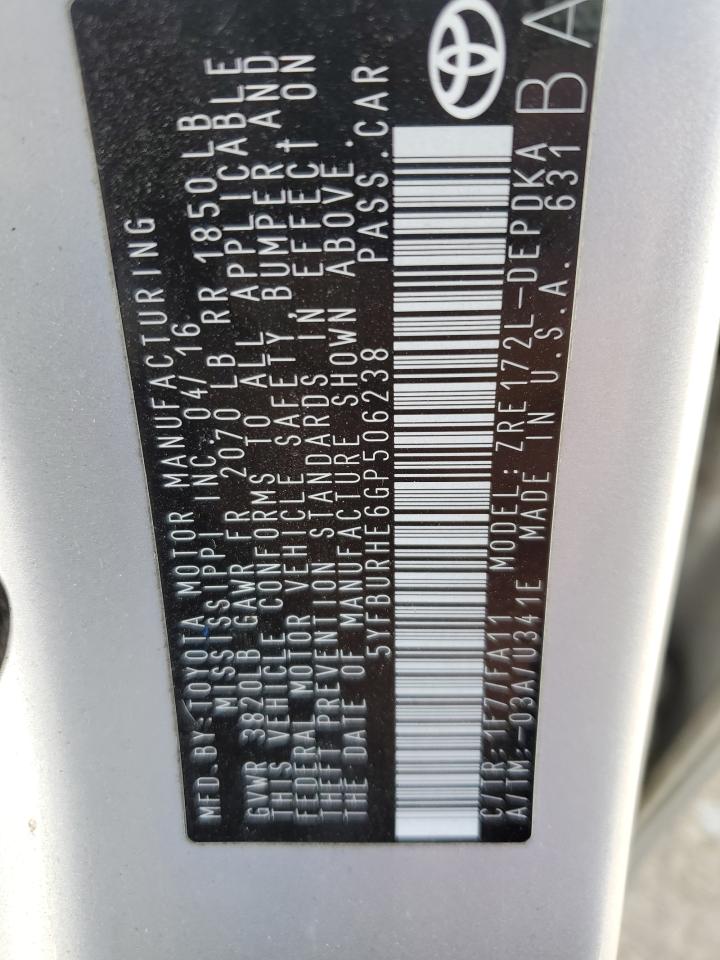 MFD.BY:TOYOTA MOTOR MANUFACTURING
MISSISSIPPI INC 04/16
GVWR 3820LB GAWR FR 2070 LB RR 1850 LB
THIS VEHICLE CONFORMS TO ALL APPLICABLE
FEDERAL MOTOR VEHICLE SAFETY, BUMPER AND
THEFT PREVENTION STANDARDS IN EFFECT ON
THE DATE OF MANUFACTURE SHOWN ABOVE.
5YFBURHE6GP506238 PASS.CAR
C/TR:1F7/FA11 MODEL:ZRE172L-DEPDKA
A/TM:-03A/U341E MADE IN U.S.A. 631
BA